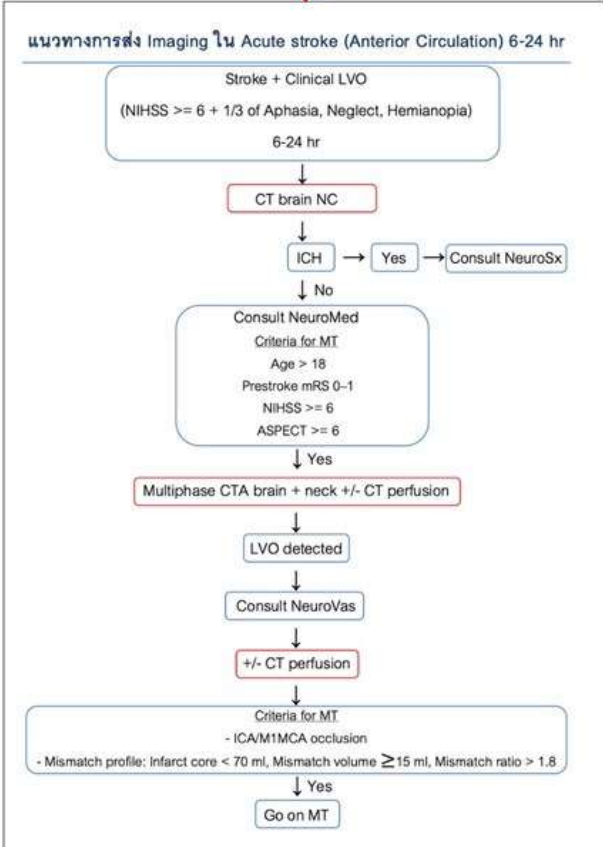 แนวทางการส่ง Imaging ใน Acute stroke (Anterior Circulation) 6-24 hr
Stroke + Clinical LVO
(NIHSS >= 6 + 1/3 of Aphasia, Neglect, Hemianopia)
6-24 hr
CT brain NC
ICH → Yes → Consult NeuroSx
No
Consult NeuroMed
Criteria for MT
Age > 18
Prestroke mRS 0–1
NIHSS >= 6
ASPECT >= 6
Yes
Multiphase CTA brain + neck +/- CT perfusion
LVO detected
Consult NeuroVas
+/- CT perfusion
Criteria for MT
- ICA/M1MCA occlusion
- Mismatch profile: Infarct core < 70 ml, Mismatch volume ≥15 ml, Mismatch ratio > 1.8
Yes
Go on MT